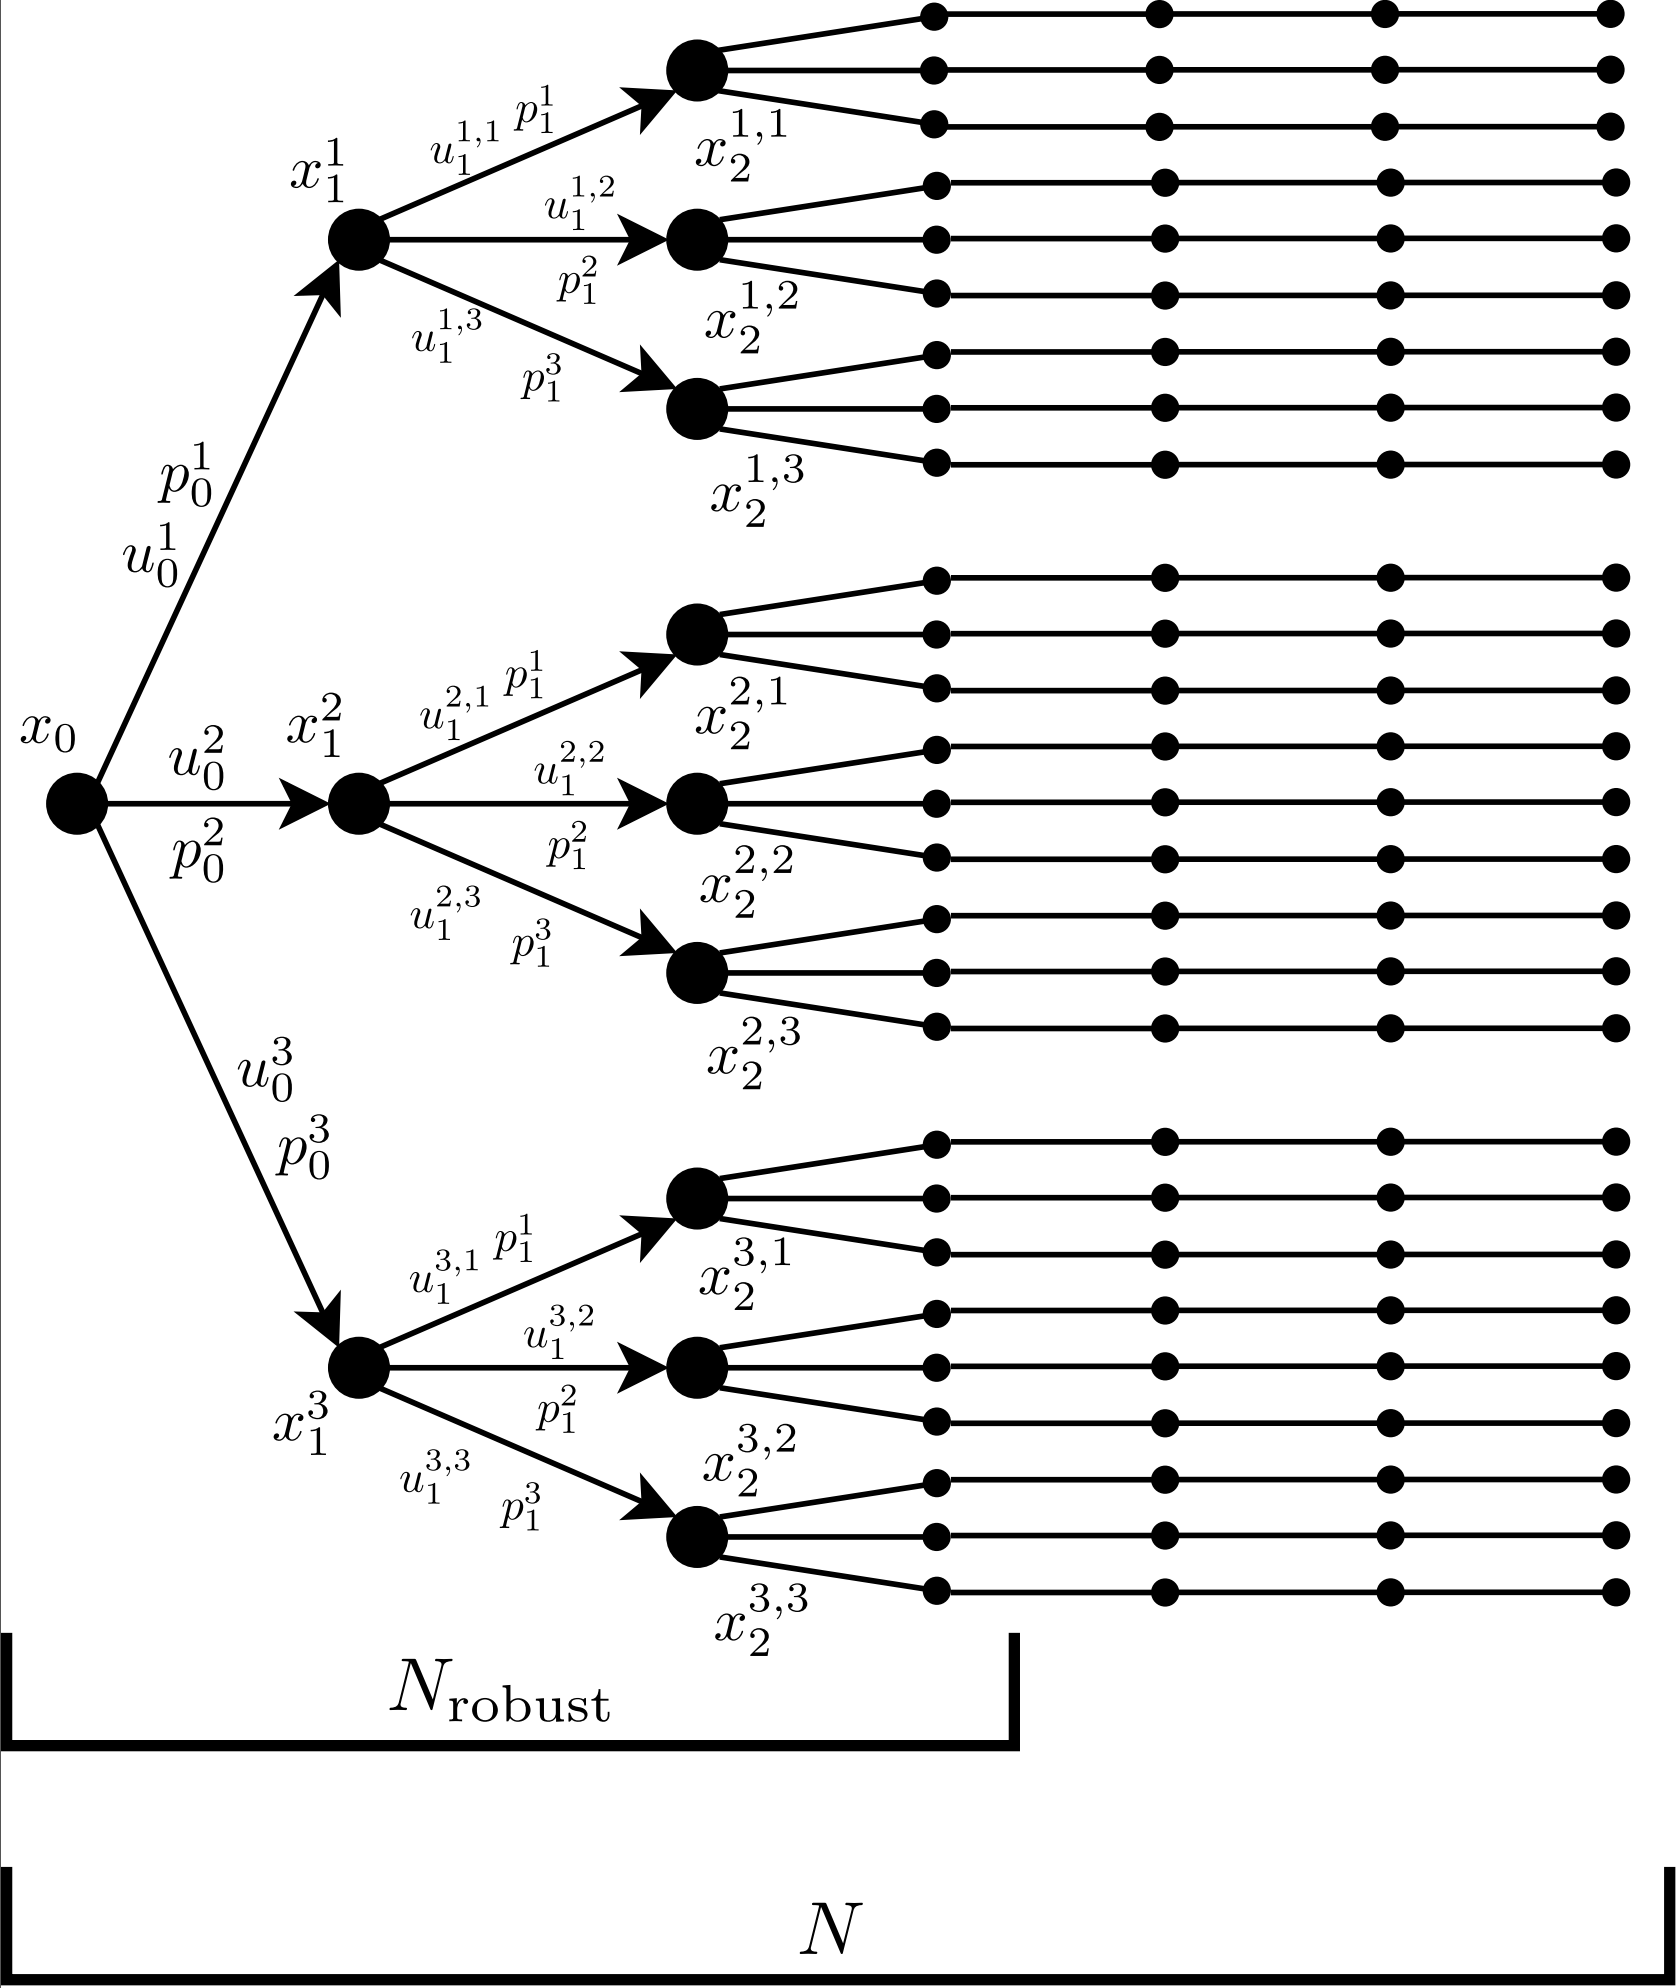 x_1^1
u_1^{1,1} p_1^1
x_2^{1,1}
u_1^{1,2}
p_1^2
x_2^{1,2}
u_1^{1,3}
p_1^3
x_2^{1,3}
p_0^1
u_0^1
x_0
u_0^2
p_0^2
x_1^2
u_1^{2,1} p_1^1
x_2^{2,1}
u_1^{2,2}
p_1^2
x_2^{2,2}
u_1^{2,3}
p_1^3
x_2^{2,3}
u_0^3
p_0^3
u_1^{3,1} p_1^1
x_2^{3,1}
u_1^{3,2}
p_1^2
x_1^3
x_2^{3,2}
u_1^{3,3}
p_1^3
x_2^{3,3}
N_{robust}
N